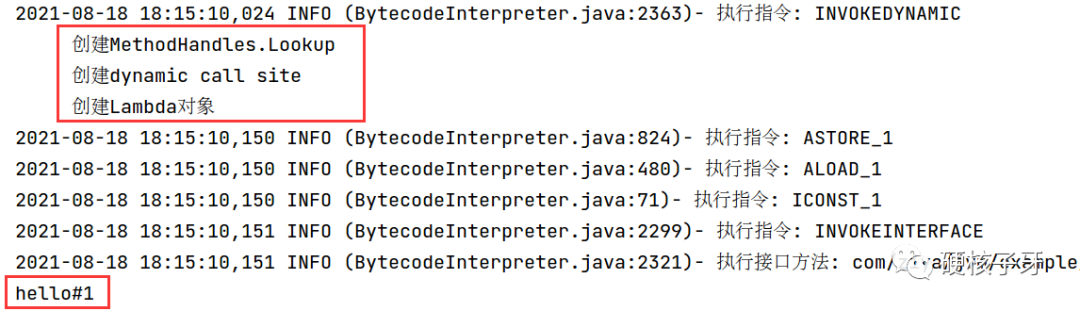 2021-08-18 18:15:10,024 INFO (BytecodeInterpreter.java:2363)- 执行指令: INVOKEDYNAMIC
创建MethodHandles.Lookup
创建dynamic call site
创建Lambda对象
2021-08-18 18:15:10,150 INFO (BytecodeInterpreter.java:824)- 执行指令: ASTORE_1
2021-08-18 18:15:10,150 INFO (BytecodeInterpreter.java:480)- 执行指令: ALOAD_1
2021-08-18 18:15:10,150 INFO (BytecodeInterpreter.java:71)- 执行指令: ICONST_1
2021-08-18 18:15:10,151 INFO (BytecodeInterpreter.java:2299)- 执行指令: INVOKEINTERFACE
2021-08-18 18:15:10,151 INFO (BytecodeInterpreter.java:2321)- 执行接口方法: com/
硬核子牙
hello#1